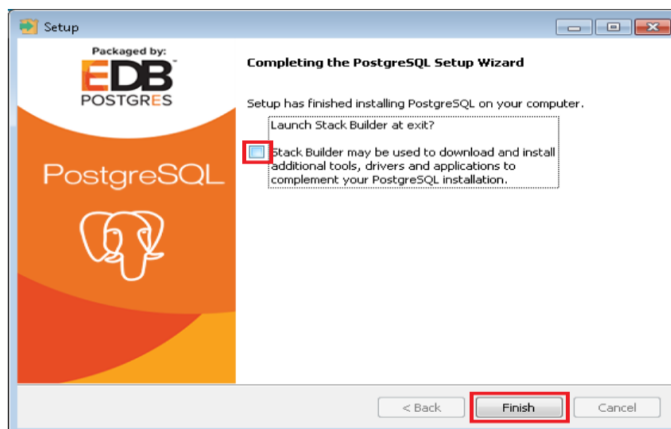 Setup
Packaged by:
EDB
POSTGRES
PostgreSQL
Completing the PostgreSQL Setup Wizard
Setup has finished installing PostgreSQL on your computer.
Launch Stack Builder at exit?
Stack Builder may be used to download and install
additional tools, drivers and applications to
complement your PostgreSQL installation.
< Back
Finish
Cancel